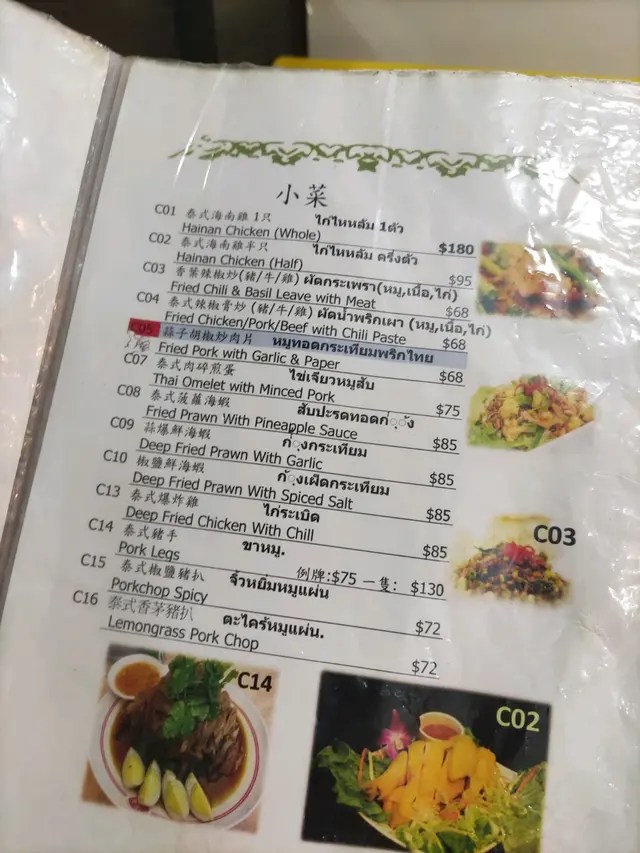 小菜
C01 泰式海南雞 1只 ไก่ไหหลัม 1ตัว
Hainan Chicken (Whole) $180
C02 泰式海南雞半只 ไก่ไหหลัม ครึ่งตัว
Hainan Chicken (Half) $95
C03 香葉辣椒炒(豬/牛/雞) ผัดกระเพรา(หมู,เนื้อ,ไก่)
Fried Chili & Basil Leave with Meat $68
C04 泰式辣椒膏炒 (豬/牛/雞) ผัดน้ำพริกเผา (หมู,เนื้อ,ไก่)
Fried Chicken/Pork/Beef with Chili Paste $68
C05 蒜子胡椒炒肉片 หมูทอดกระเทียมพริกไทย
Fried Pork with Garlic & Paper $68
C07 泰式肉碎煎蛋 ไข่เจียวหมูสับ
Thai Omelet with Minced Pork $75
C08 泰式菠蘿海蝦 สับปะรดทอดกุ้ง
Fried Prawn with Pineapple Sauce $85
C09 蒜爆鮮海蝦 กุ้งกระเทียม
Deep Fried Prawn with Garlic $85
C10 椒鹽鮮海蝦 กุ้งเผ็ดกระเทียม
Deep Fried Prawn With Spiced Salt $85
C13 泰式爆炸雞 ไก่ระเบิด
Deep Fried Chicken With Chill $85
C14 泰式豬手 ขาหมู.
Pork Legs 例牌:$75 一隻: $130
C15 泰式椒鹽豬扒 จิ้วหยิมหมูแผ่น
Porkchop Spicy $72
C16 泰式香茅豬扒 ตะไคร้หมูแผ่น.
Lemongrass Pork Chop $72
C03
C14
C02